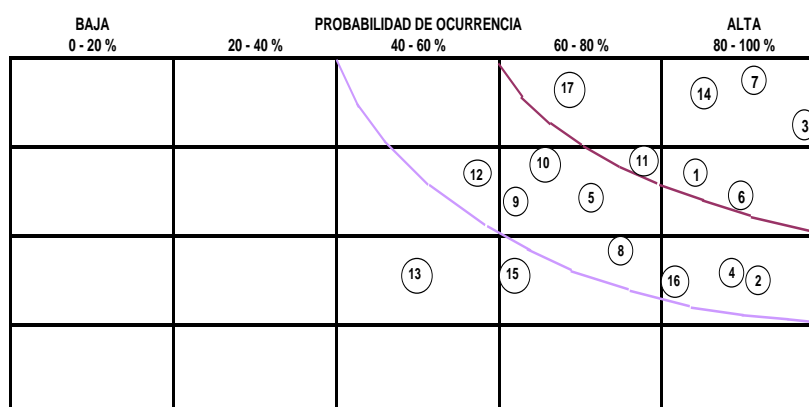 BAJA PROBABILIDAD DE OCURRENCIA ALTA
0 - 20 % 20 - 40 % 40 - 60 % 60 - 80 % 80 - 100 %
7
17 14
3
10 11
12 1
9 5 6
8
13 15 16 4 2